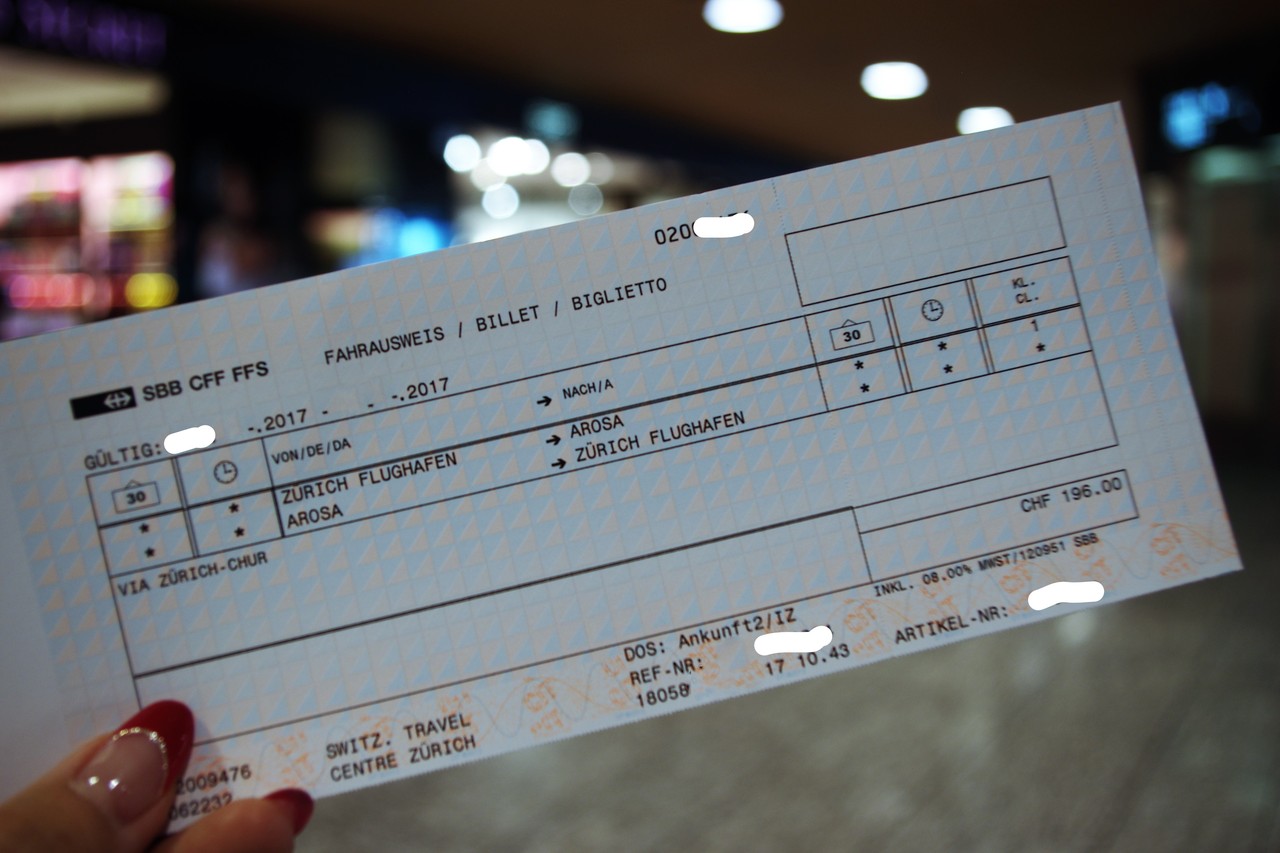 020
FAHRAUSWEIS / BILLET / BIGLIETTO
SBB CFF FFS
GÜLTIG: -.2017 - - -.2017
30 VON/DE/DA → NACH/A 30 KL.
CL.
* * ZÜRICH FLUGHAFEN → AROSA * * 1
* * AROSA → ZÜRICH FLUGHAFEN * * *
VIA ZÜRICH-CHUR
CHF 196.00
INKL. 08.00% MWST/120951 SBB
DOS: Ankunft2/IZ
REF-NR: ARTIKEL-NR:
18058 17 10.43
SWITZ. TRAVEL
CENTRE ZÜRICH
2009476
062232